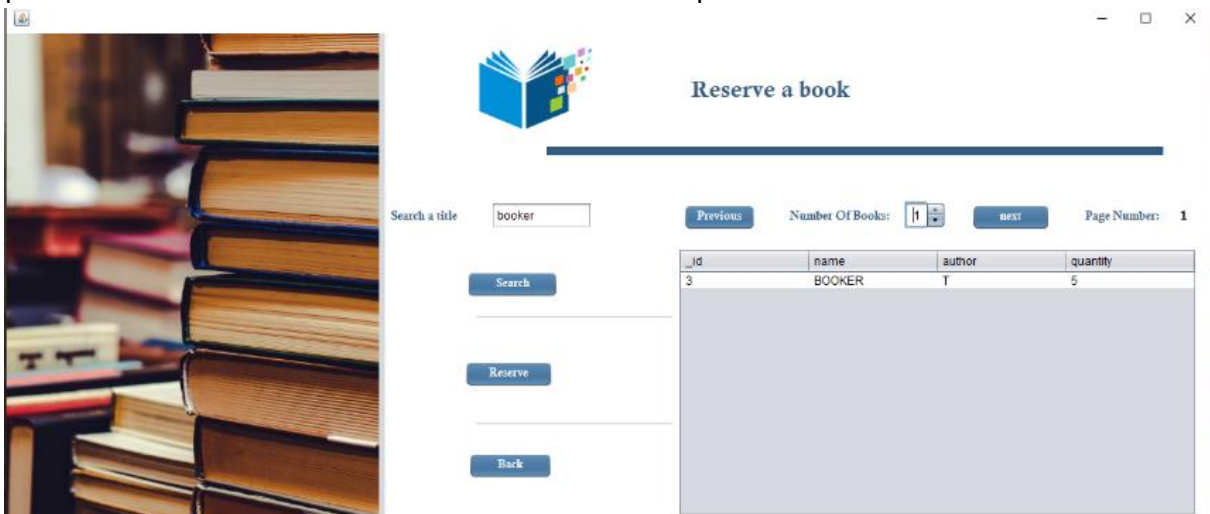 Reserve a book
Search a title booker Previous Number Of Books: 1 next Page Number: 1
_id name author quantity
3 BOOKER T 5
Search
Reserve
Back